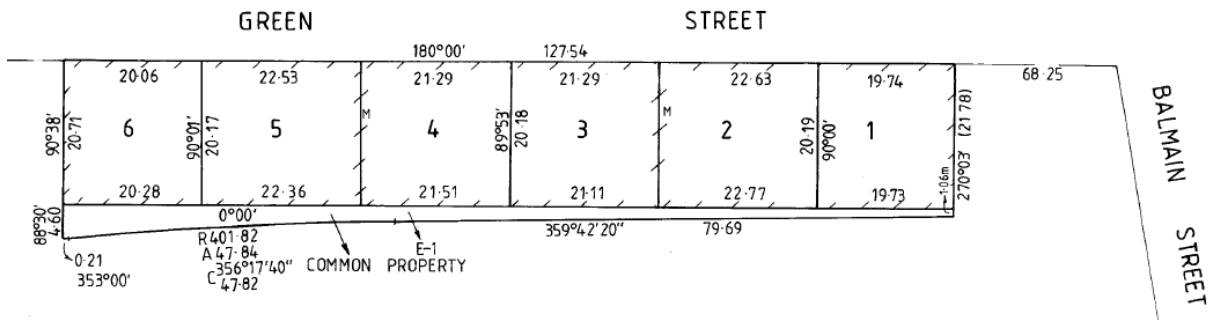 GREEN STREET
180°00' 127·54
20·06 22·53 21·29 21·29 22·63 19·74 68·25
90°38' 20·71 6 90°01' 20·17 5 M 4 89°53' 20·18 3 M 2 20·19 90°00' 1 270°03' (21·78)
1·06m
20·28 22·36 21·51 21·11 22·77 19·73
88°30' 4·60
0°00' 359°42'20" 79·69
R 401·82
A 47·84
C 356°17'40"
47·82
E-1
COMMON PROPERTY
0·21
353°00'
BALMAIN STREET